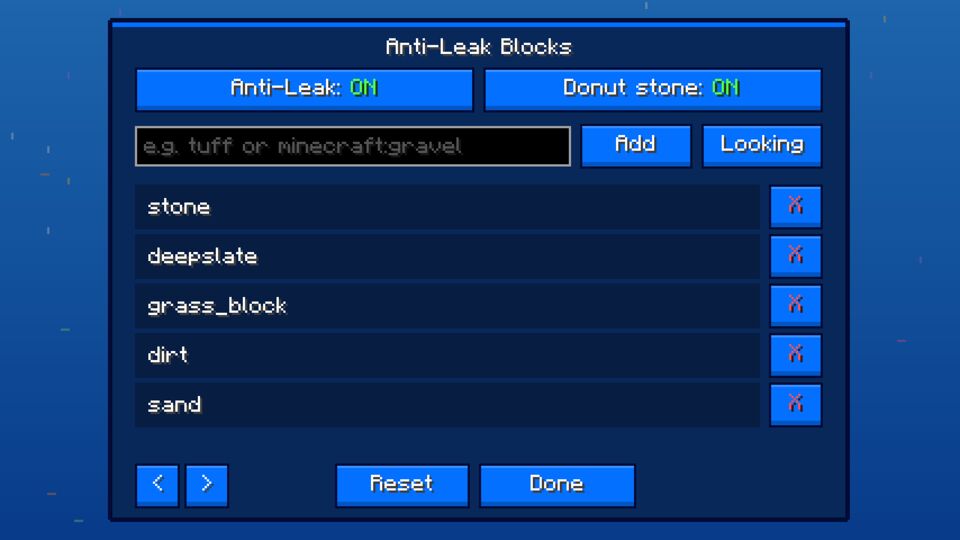 Anti-Leak Blocks
Anti-Leak: ON
Donut stone: ON
e.g. tuff or minecraft:gravel
Add
Looking
stone
X
deepslate
X
grass_block
X
dirt
X
sand
X
<
>
Reset
Done